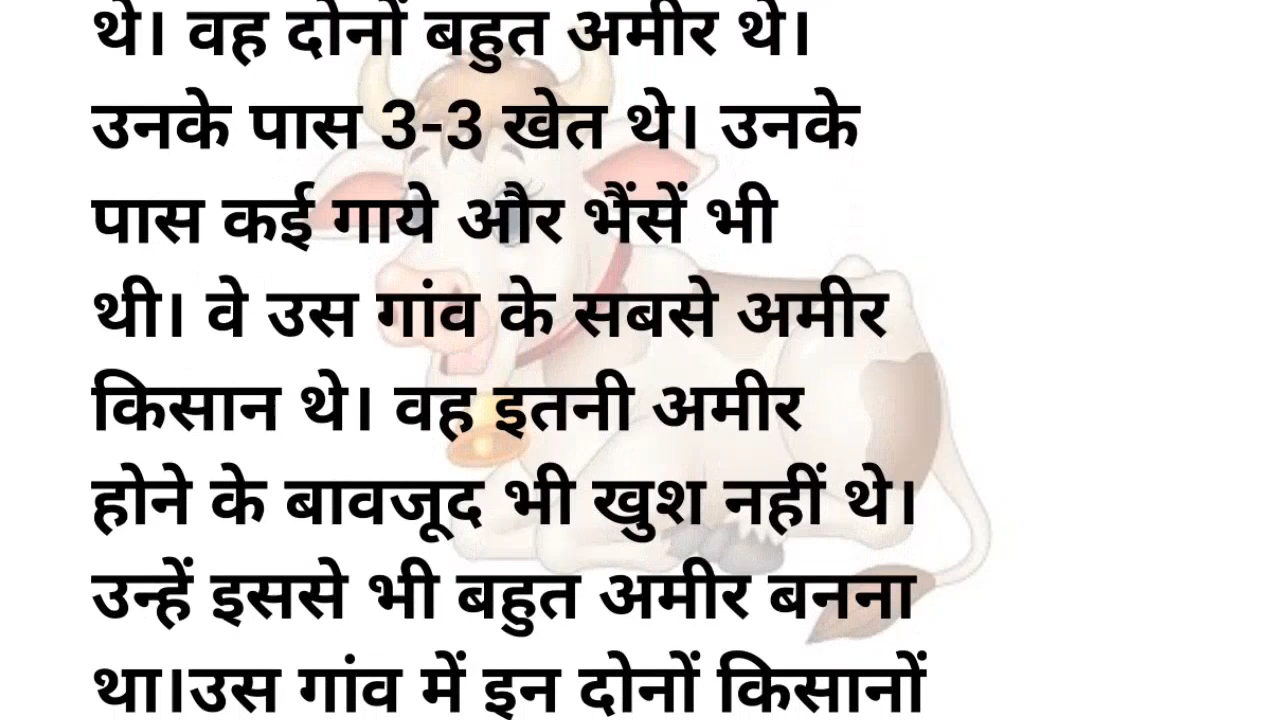 थे। वह दोनों बहुत अमीर थे।
उनके पास 3-3 खेत थे। उनके
पास कई गाये और भैंसें भी
थी। वे उस गांव के सबसे अमीर
किसान थे। वह इतनी अमीर
होने के बावजूद भी खुश नहीं थे।
उन्हें इससे भी बहुत अमीर बनना
था।उस गांव में इन दोनों किसानों